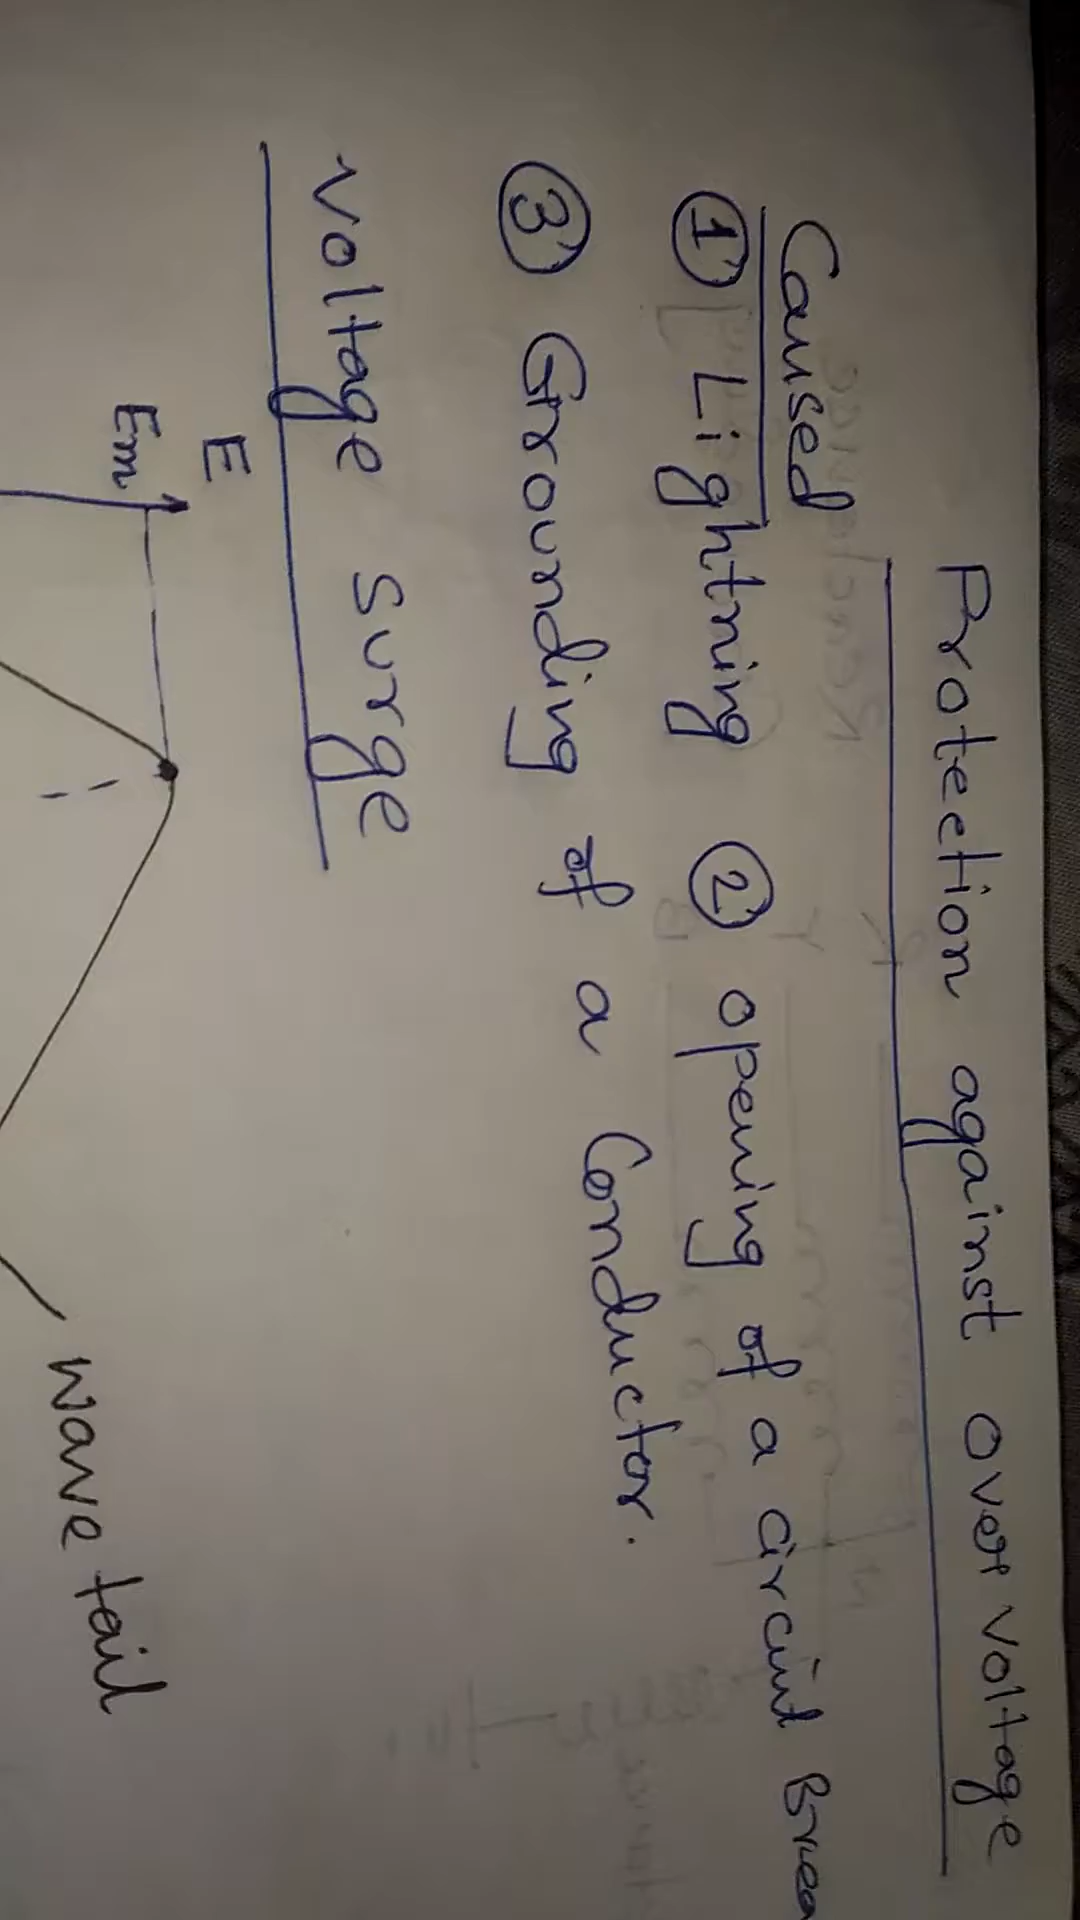 Protection against over voltage
Caused
① Lightning ② opening of a circuit Brea
③ Grounding of a Conductor.
Voltage surge
E
Em
wave tail